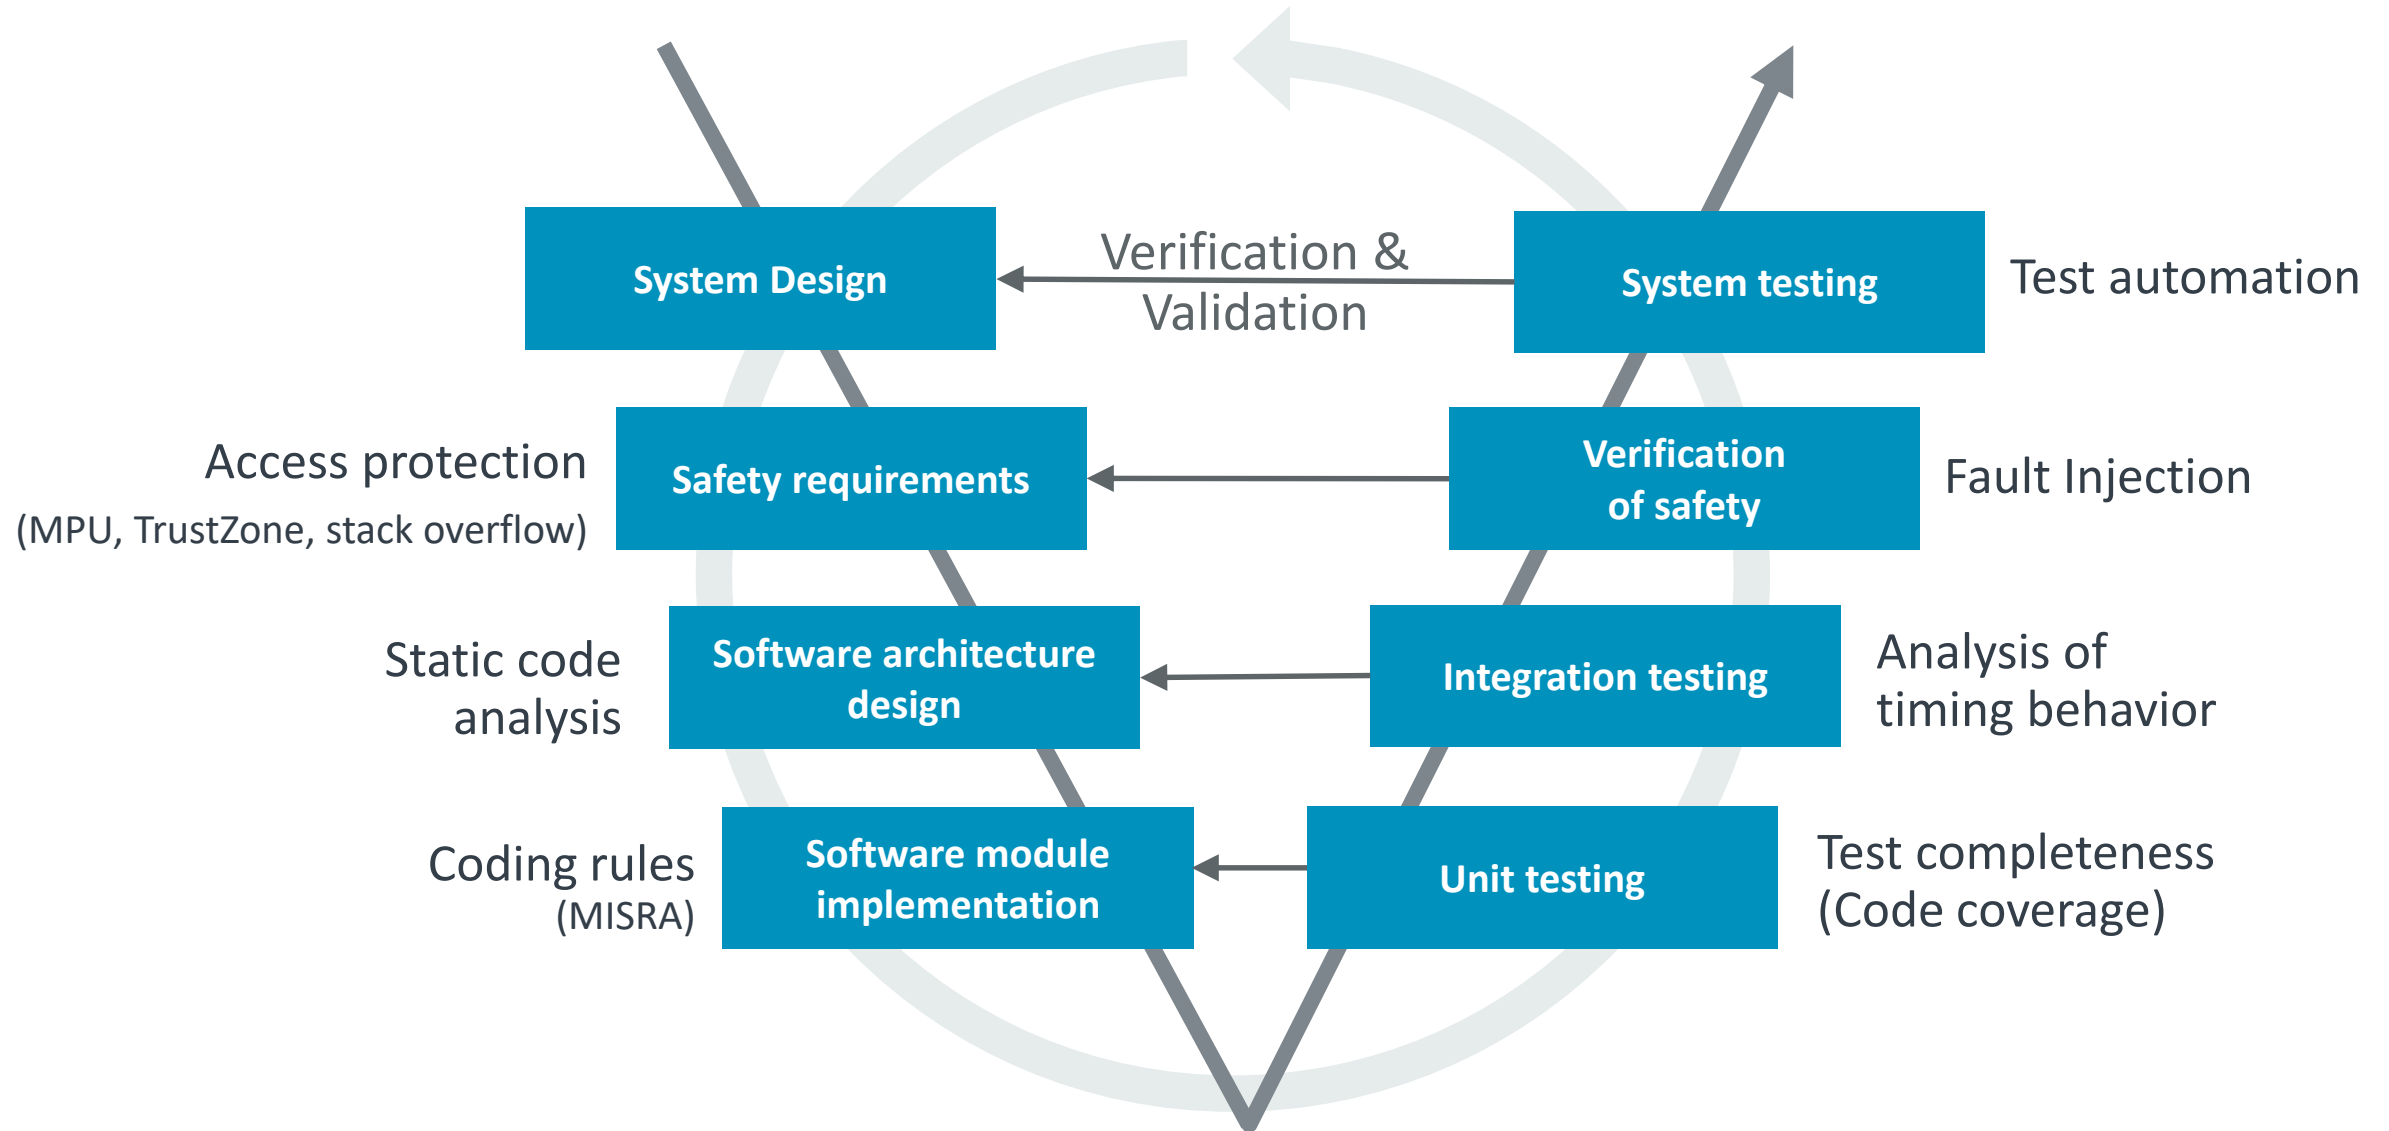 System Design
Verification &
Validation
System testing
Test automation
Access protection
(MPU, TrustZone, stack overflow)
Safety requirements
Verification
of safety
Fault Injection
Static code
analysis
Software architecture
design
Integration testing
Analysis of
timing behavior
Coding rules
(MISRA)
Software module
implementation
Unit testing
Test completeness
(Code coverage)